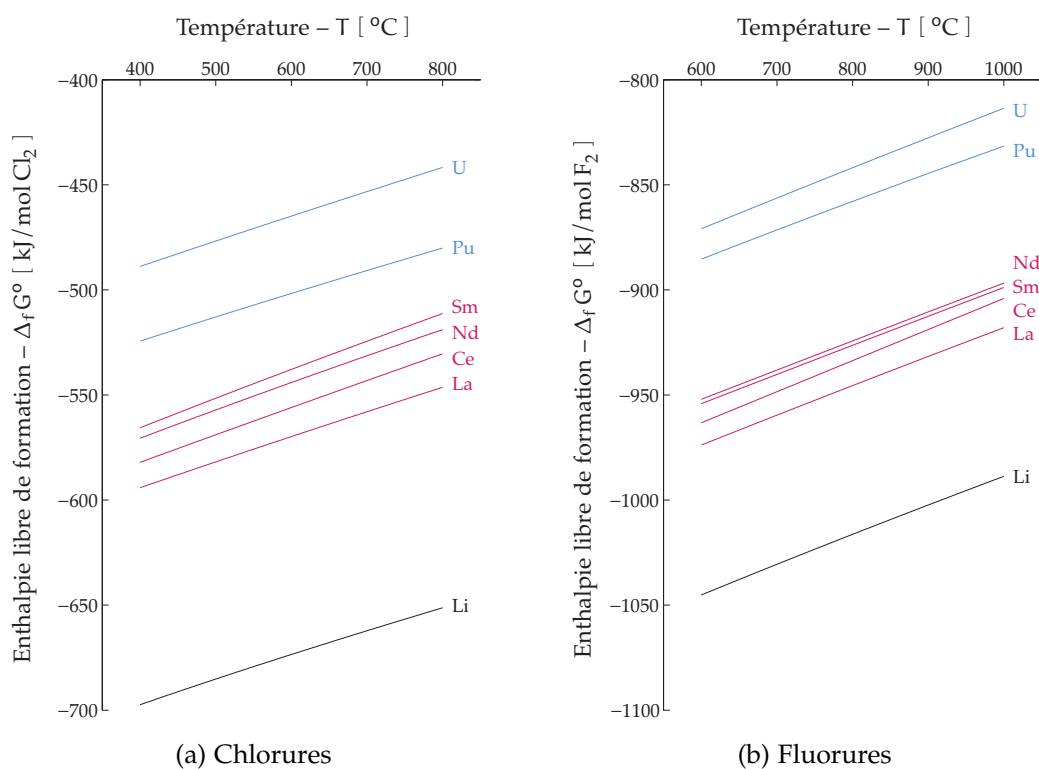 Température – T [ °C]
400 500 600 700 800
−400
−450
−500
−550
−600
−650
−700
Enthalpie libre de formation – ΔfG° [ kJ/mol Cl2 ]
U
Pu
Sm
Nd
Ce
La
Li
(a) Chlorures
Température – T [ °C]
600 700 800 900 1000
−800
−850
−900
−950
−1000
−1050
−1100
Enthalpie libre de formation – ΔfG° [ kJ/mol F2 ]
U
Pu
Nd
Sm
Ce
La
Li
(b) Fluorures